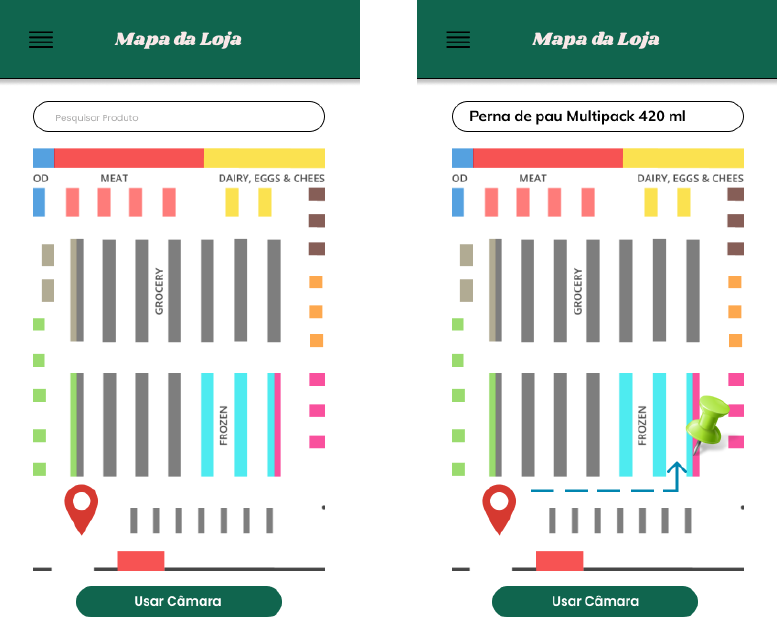 Mapa da Loja
Pesquisar Produto
OD MEAT DAIRY, EGGS & CHEES
GROCERY
FROZEN
Usar Câmara
Mapa da Loja
Perna de pau Multipack 420 ml
OD MEAT DAIRY, EGGS & CHEES
GROCERY
FROZEN
Usar Câmara